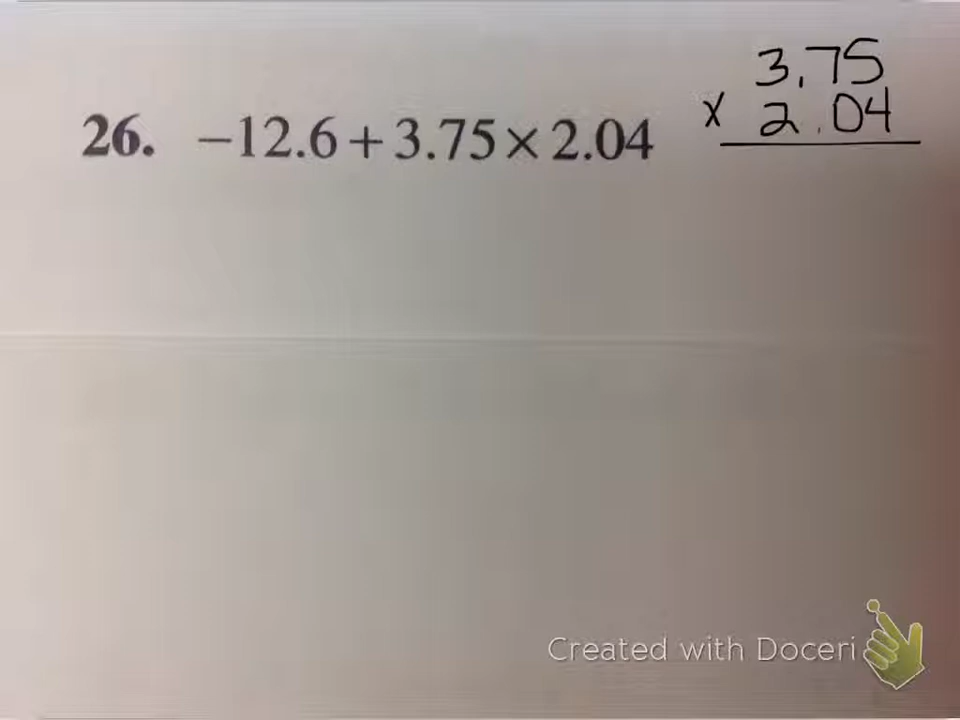 26. −12.6 + 3.75 × 2.04
3.75
× 2.04
Created with Doceri